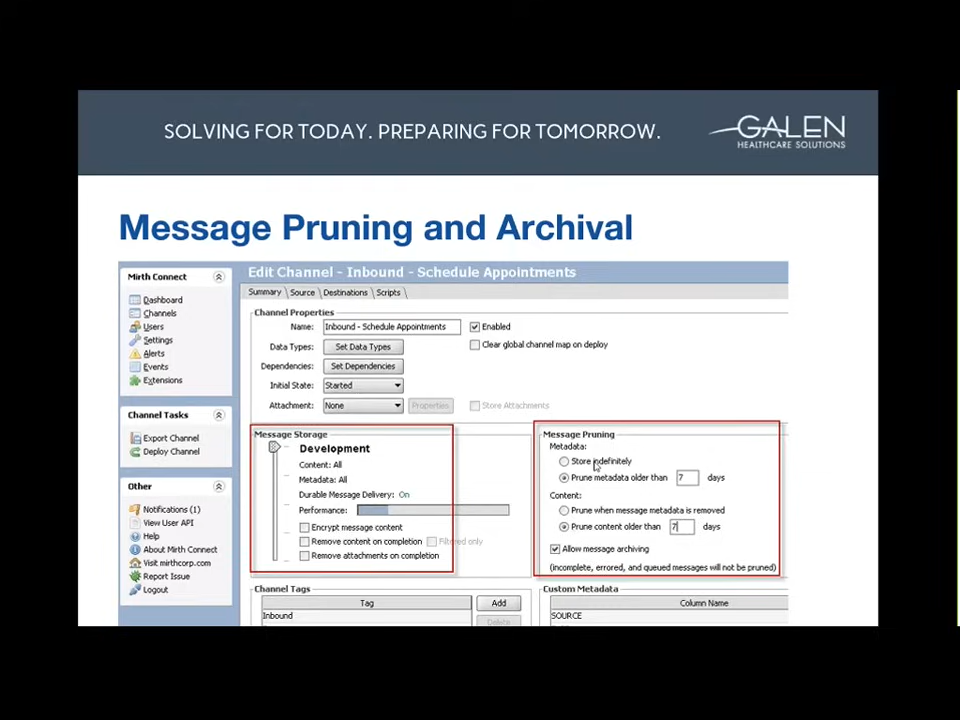 SOLVING FOR TODAY. PREPARING FOR TOMORROW.
GALEN
HEALTHCARE SOLUTIONS
Message Pruning and Archival
Mirth Connect
Dashboard
Channels
Users
Settings
Alerts
Events
Extensions
Channel Tasks
Export Channel
Deploy Channel
Other
Notifications (1)
View User API
Help
About Mirth Connect
Visit mirthcorp.com
Report Issue
Logout
Edit Channel - Inbound - Schedule Appointments
Summary Source Destinations Scripts
Channel Properties
Name: Inbound - Schedule Appointments Enabled
Data Types: Set Data Types Clear global channel map on deploy
Dependencies: Set Dependencies
Initial State: Started
Attachment: None Properties Store Attachments
Message Storage
Development
Content: All
Metadata: All
Durable Message Delivery: On
Performance:
Encrypt message content
Remove content on completion Filtered only
Remove attachments on completion
Message Pruning
Metadata:
Store indefinitely
Prune metadata older than 7 days
Content:
Prune when message metadata is removed
Prune content older than 7 days
Allow message archiving
(incomplete, errored, and queued messages will not be pruned)
Channel Tags
Tag Add
Inbound Delete
Custom Metadata
Column Name
SOURCE